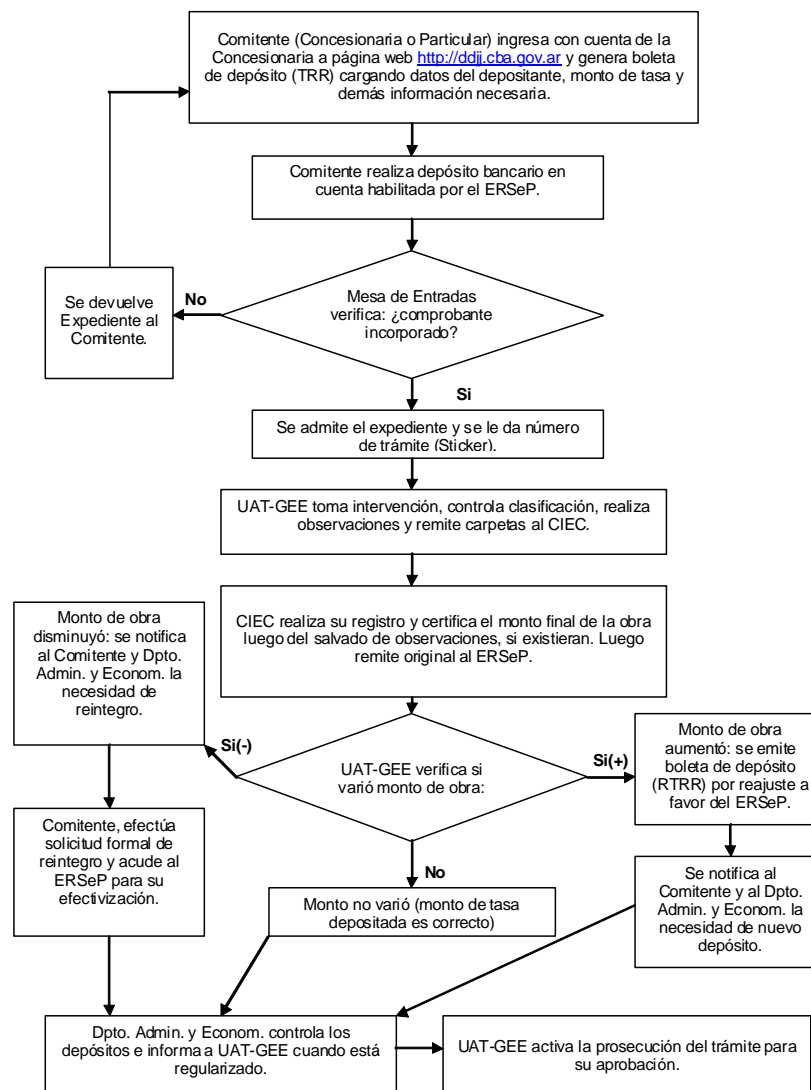 Comitente (Concesionaria o Particular) ingresa con cuenta de la
Concesionaria a página web http://ddjj.cba.gov.ar y genera boleta
de depósito (TRR) cargando datos del depositante, monto de tasa y
demás información necesaria.
Comitente realiza depósito bancario en
cuenta habilitada por el ERSeP.
Mesa de Entradas
verifica: ¿comprobante
incorporado?
No
Se devuelve
Expediente al
Comitente.
Si
Se admite el expediente y se le da número
de trámite (Sticker).
UAT-GEE toma intervención, controla clasificación, realiza
observaciones y remite carpetas al CIEC.
CIEC realiza su registro y certifica el monto final de la obra
luego del salvado de observaciones, si existieran. Luego
remite original al ERSeP.
UAT-GEE verifica si
varió monto de obra:
Si(-)
Monto de obra
disminuyó: se notifica
al Comitente y Dpto.
Admin. y Econom. la
necesidad de
reintegro.
Comitente, efectúa
solicitud formal de
reintegro y acude al
ERSeP para su
efectivización.
No
Monto no varió (monto de tasa
depositada es correcto)
Si(+)
Monto de obra
aumentó: se emite
boleta de depósito
(RTRR) por reajuste a
favor del ERSeP.
Se notifica al
Comitente y al Dpto.
Admin. y Econom. la
necesidad de nuevo
depósito.
Dpto. Admin. y Econom. controla los
depósitos e informa a UAT-GEE cuando está
regularizado.
UAT-GEE activa la prosecución del trámite para
su aprobación.